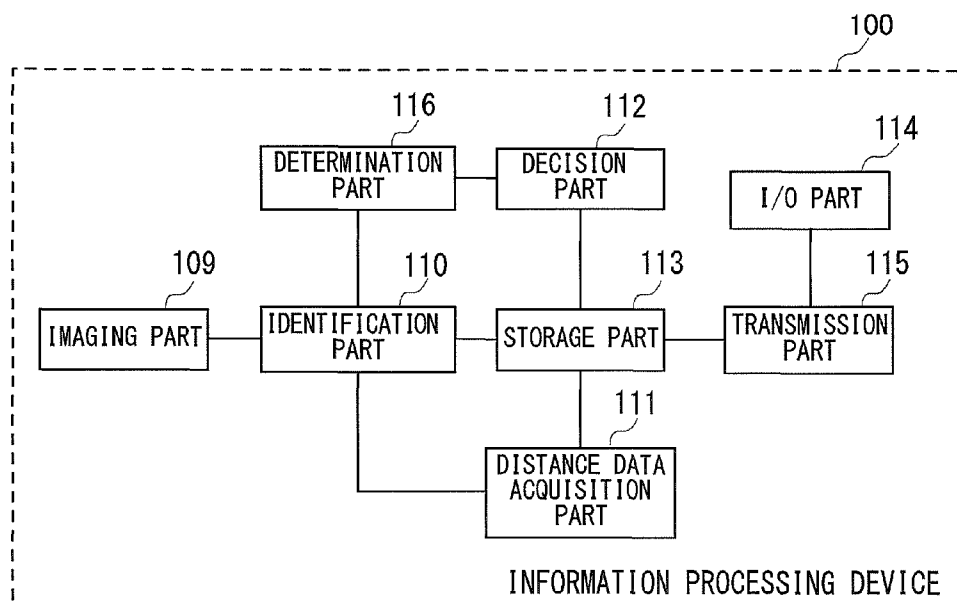 100
116
112
114
DETERMINATION
PART
DECISION
PART
I/O PART
109
110
113
115
IMAGING PART
IDENTIFICATION
PART
STORAGE PART
TRANSMISSION
PART
111
DISTANCE DATA
ACQUISITION
PART
INFORMATION PROCESSING DEVICE